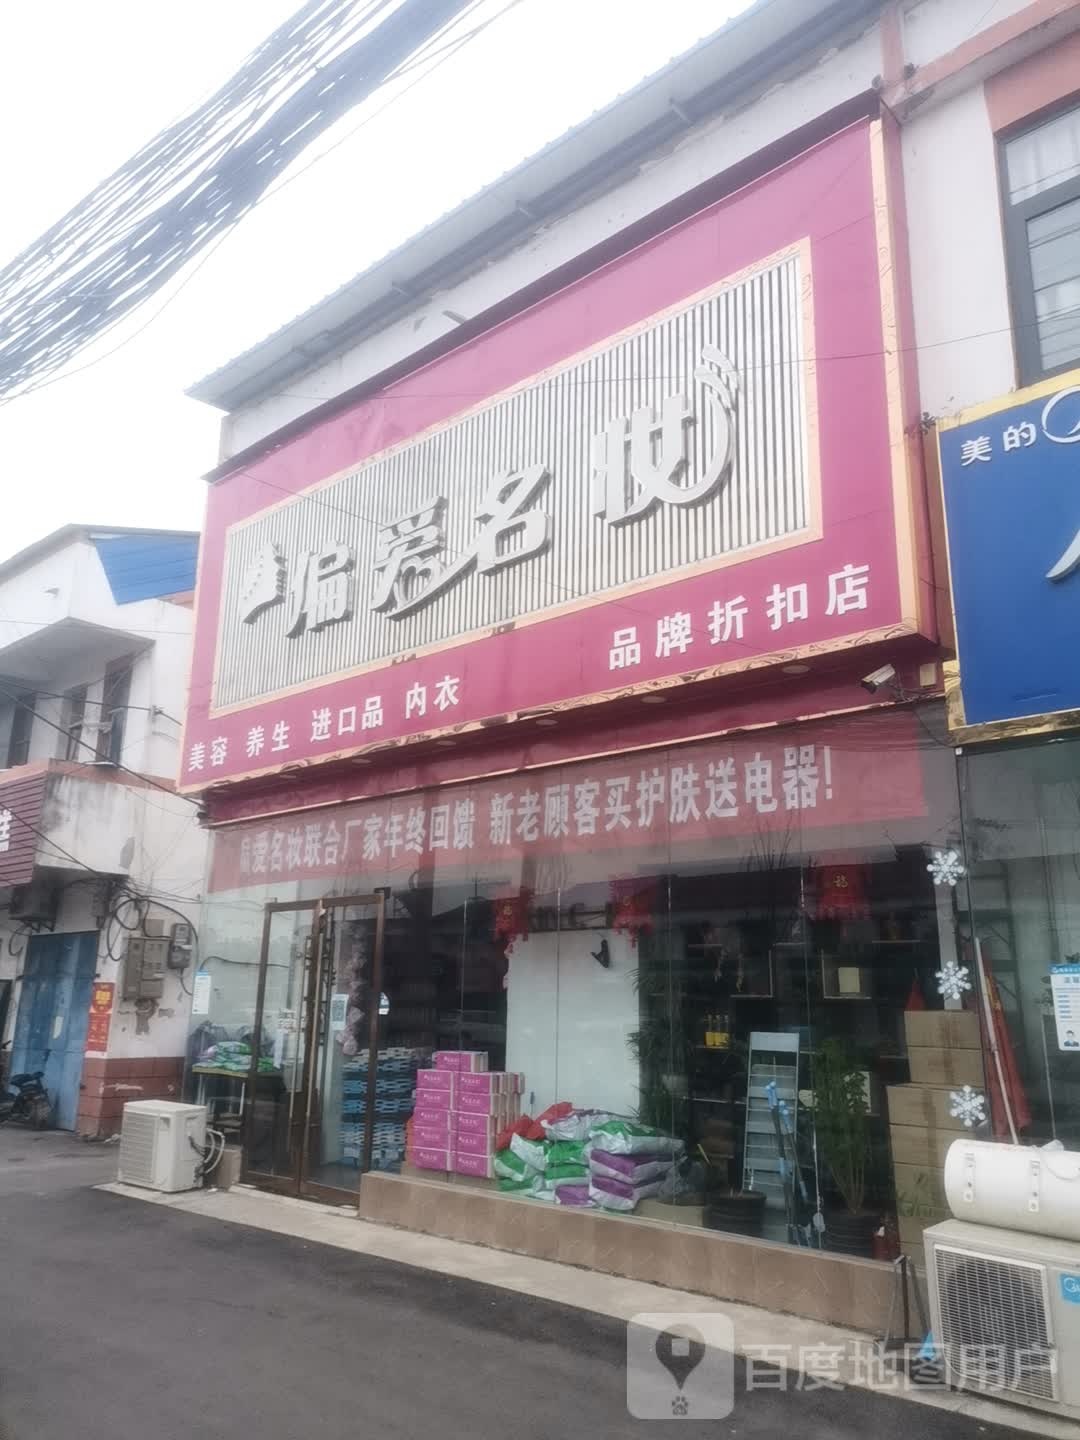 偏爱名妆
品牌折扣店
美容 养生 进口品 内衣
偏爱名妆联合厂家年终回馈 新老顾客买护肤送电器!
美的
福
百度地图用户